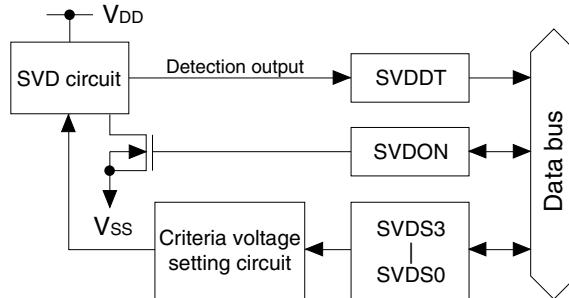 VDD
SVD circuit
Detection output
SVDDT
SVDON
VSS
Criteria voltage
setting circuit
SVDS3
|
SVDS0
Data bus